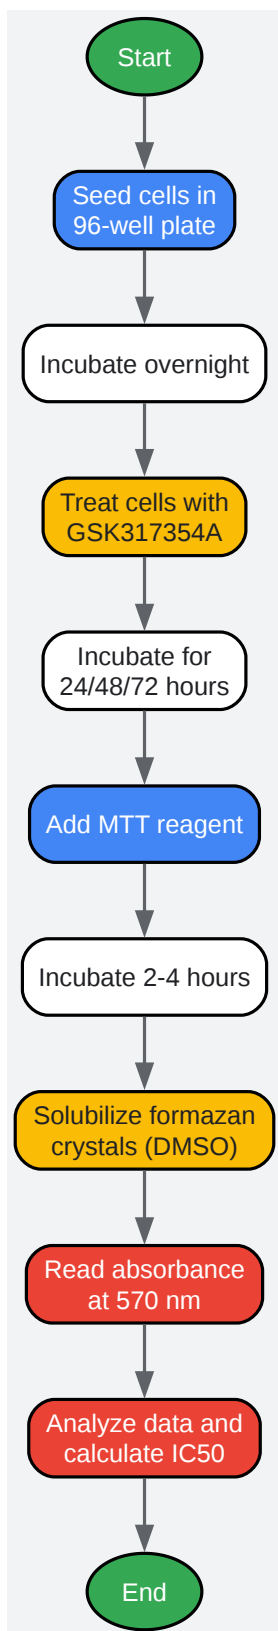 Start
Seed cells in
96-well plate
Incubate overnight
Treat cells with
GSK317354A
Incubate for
24/48/72 hours
Add MTT reagent
Incubate 2-4 hours
Solubilize formazan
crystals (DMSO)
Read absorbance
at 570 nm
Analyze data and
calculate IC50
End